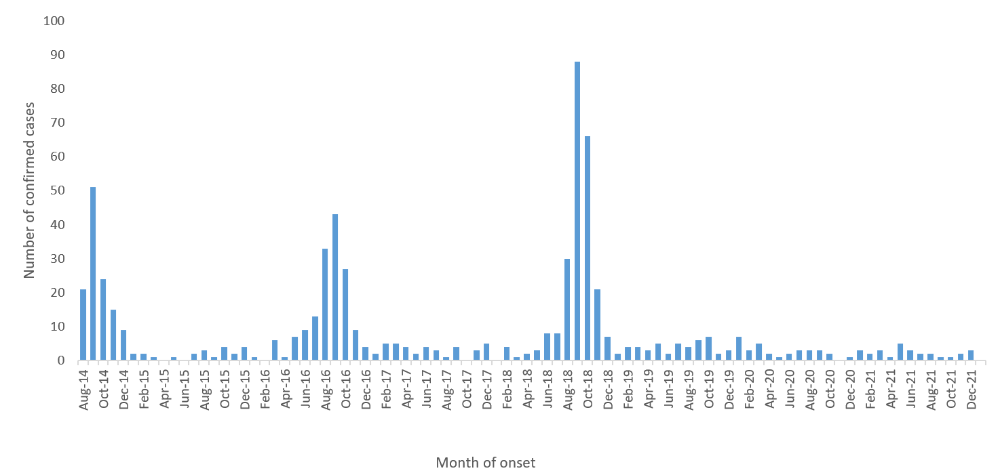 100
90
80
70
60
50
40
30
20
10
0
Number of confirmed cases
Aug-14
Oct-14
Dec-14
Feb-15
Apr-15
Jun-15
Aug-15
Oct-15
Dec-15
Feb-16
Apr-16
Jun-16
Aug-16
Oct-16
Dec-16
Feb-17
Apr-17
Jun-17
Aug-17
Oct-17
Dec-17
Feb-18
Apr-18
Jun-18
Aug-18
Oct-18
Dec-18
Feb-19
Apr-19
Jun-19
Aug-19
Oct-19
Dec-19
Feb-20
Apr-20
Jun-20
Aug-20
Oct-20
Dec-20
Feb-21
Apr-21
Jun-21
Aug-21
Oct-21
Dec-21
Month of onset